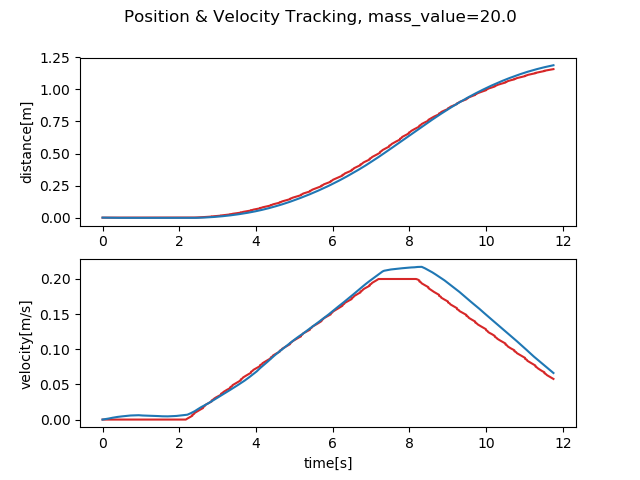 Position & Velocity Tracking, mass_value=20.0
distance[m]
1.25
1.00
0.75
0.50
0.25
0.00
0 2 4 6 8 10 12
velocity[m/s]
0.20
0.15
0.10
0.05
0.00
0 2 4 6 8 10 12
time[s]